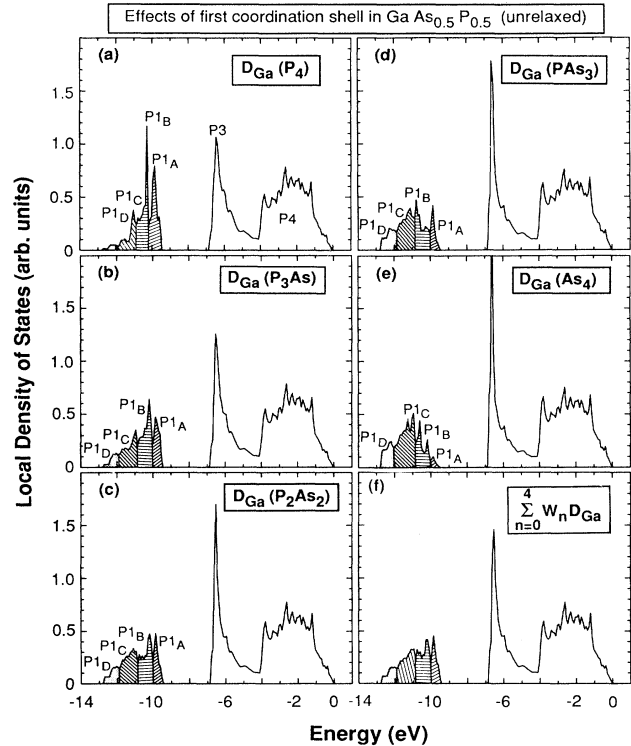 Effects of first coordination shell in Ga As0.5 P0.5 (unrelaxed)
Local Density of States (arb. units)
(a)
DGa (P4)
1.5
1.0
0.5
0
P1B
P1A
P1C
P1D
P3
P4
(b)
DGa (P3As)
1.5
1.0
0.5
0
P1B
P1A
P1C
P1D
(c)
DGa (P2As2)
1.5
1.0
0.5
0
P1B
P1A
P1C
P1D
-14
-10
-6
-2
(d)
DGa (PAs3)
P1B
P1C
P1D
P1A
(e)
DGa (As4)
P1C
P1D
P1B
P1A
(f)
4
Σ WnDGa
n=0
-14
-10
-6
-2
0
Energy (eV)